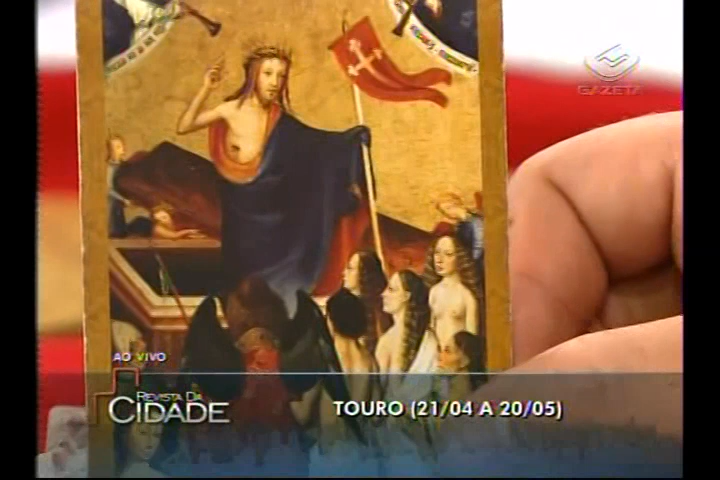 GAZETA
AO VIVO
REVISTA DA
CIDADE
TOURO (21/04 A 20/05)